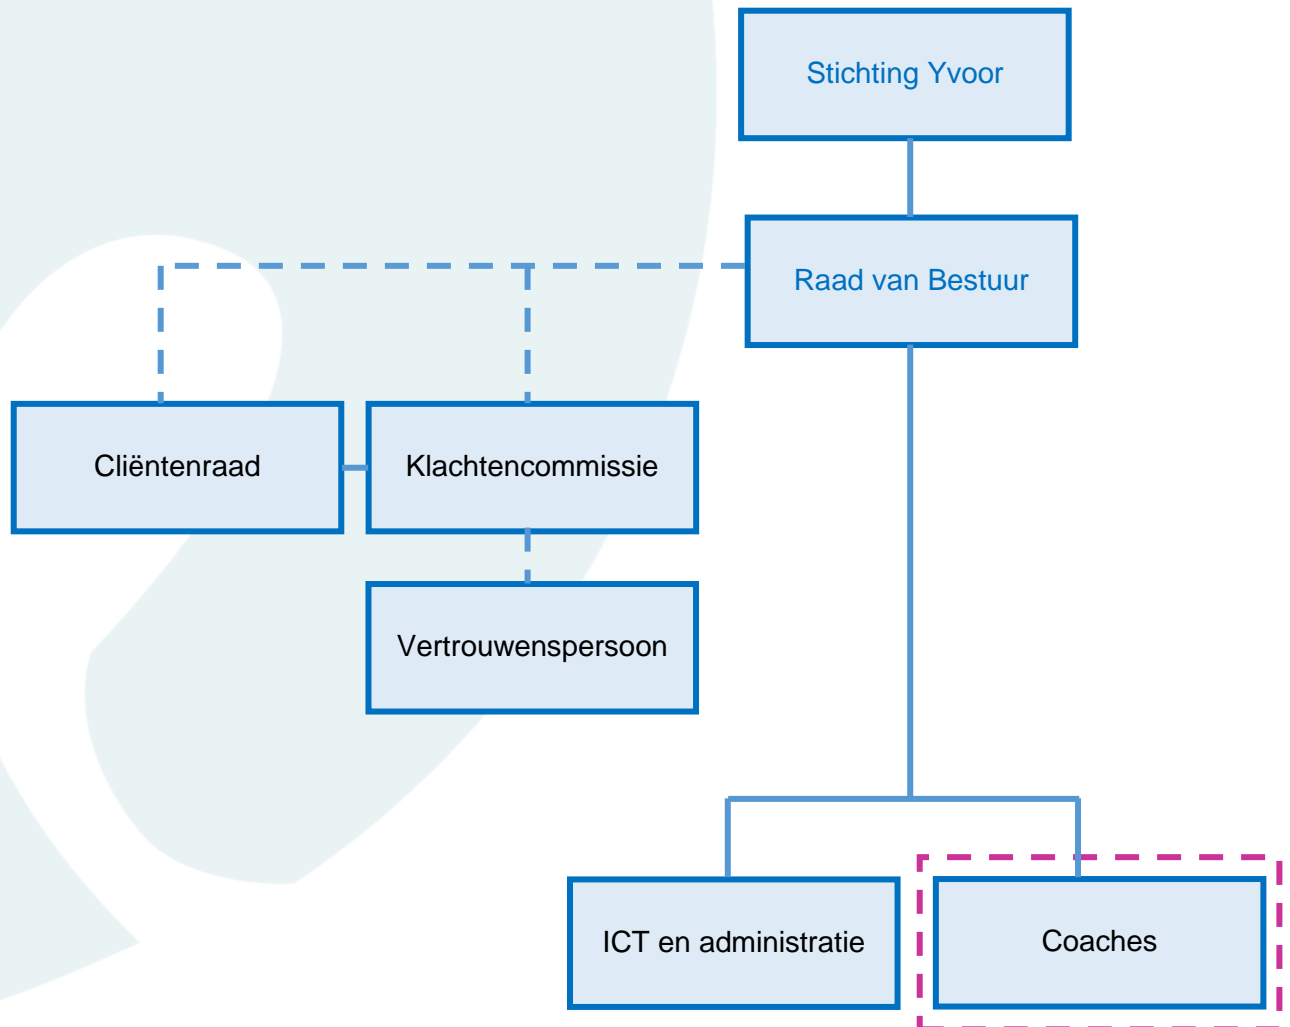 Stichting Yvoor
Raad van Bestuur
Cliëntenraad
Klachtencommissie
Vertrouwenspersoon
ICT en administratie
Coaches